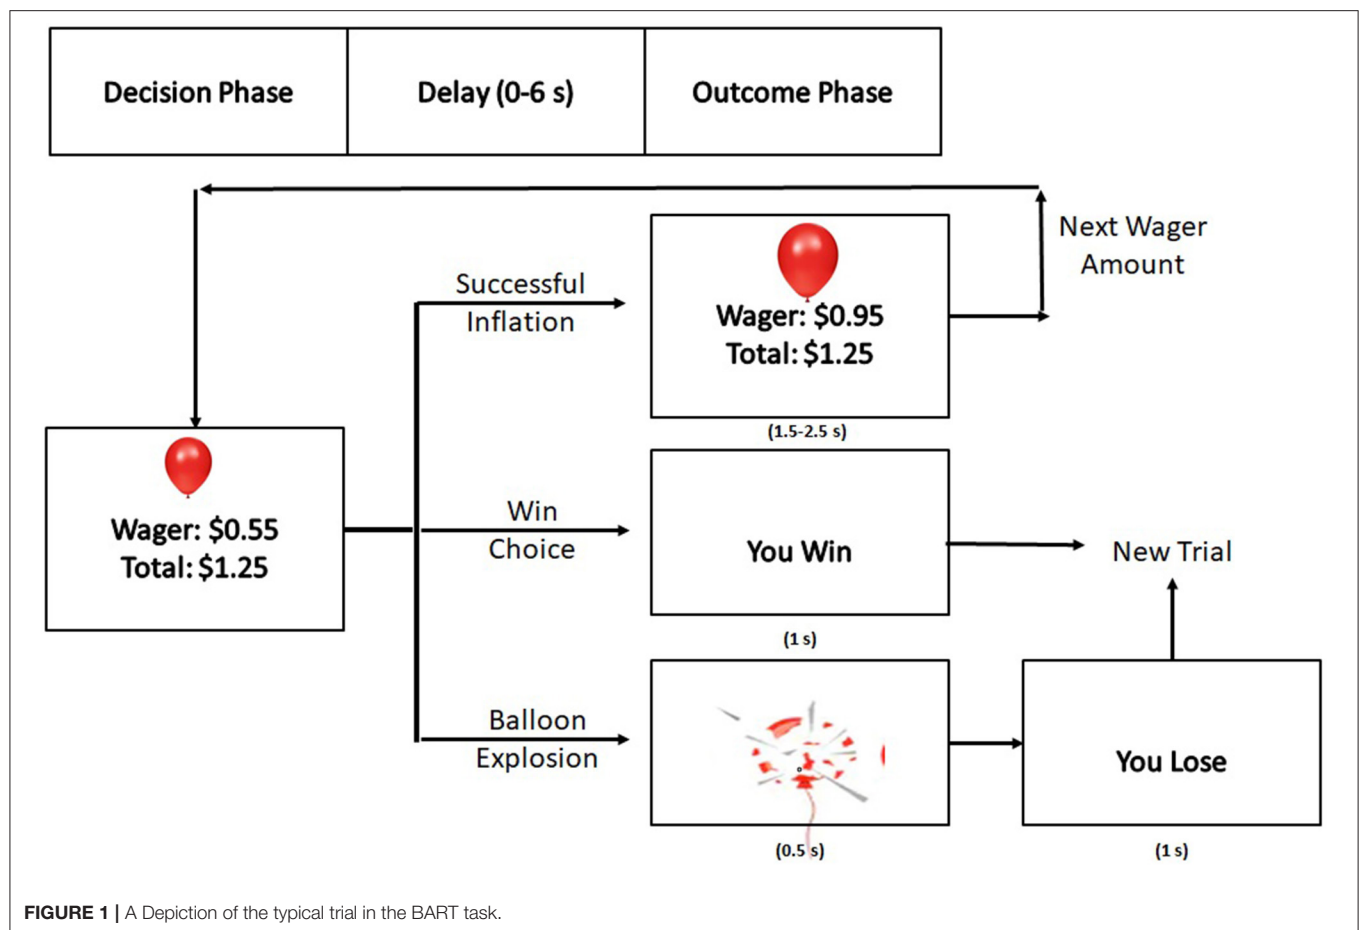 Decision Phase
Delay (0-6 s)
Outcome Phase
Next Wager
Amount
Successful
Inflation
Wager: $0.95
Total: $1.25
(1.5-2.5 s)
Wager: $0.55
Total: $1.25
Win
Choice
You Win
New Trial
(1 s)
Balloon
Explosion
You Lose
(0.5 s)
(1 s)
FIGURE 1 | A Depiction of the typical trial in the BART task.